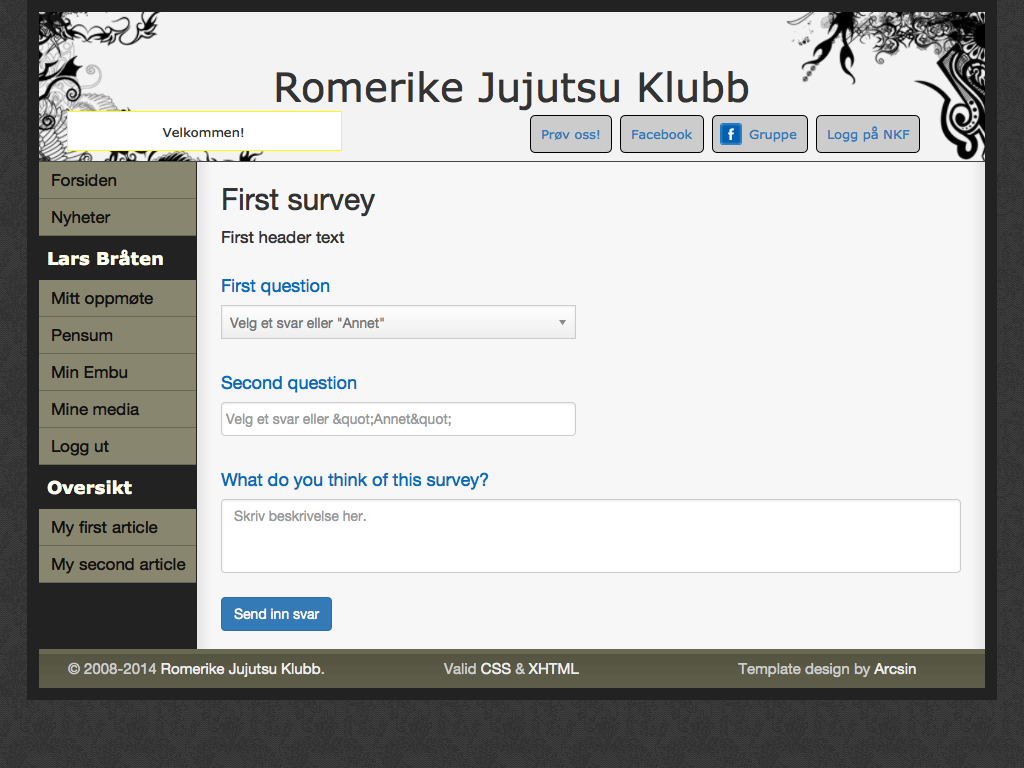 Romerike Jujutsu Klubb
Velkommen!
Prøv oss!
Facebook
f Gruppe
Logg på NKF
Forsiden
Nyheter
Lars Bråten
Mitt oppmøte
Pensum
Min Embu
Mine media
Logg ut
Oversikt
My first article
My second article
First survey
First header text
First question
Velg et svar eller "Annet"
Second question
Velg et svar eller &quot;Annet&quot;
What do you think of this survey?
Skriv beskrivelse her.
Send inn svar
© 2008-2014 Romerike Jujutsu Klubb.
Valid CSS & XHTML
Template design by Arcsin